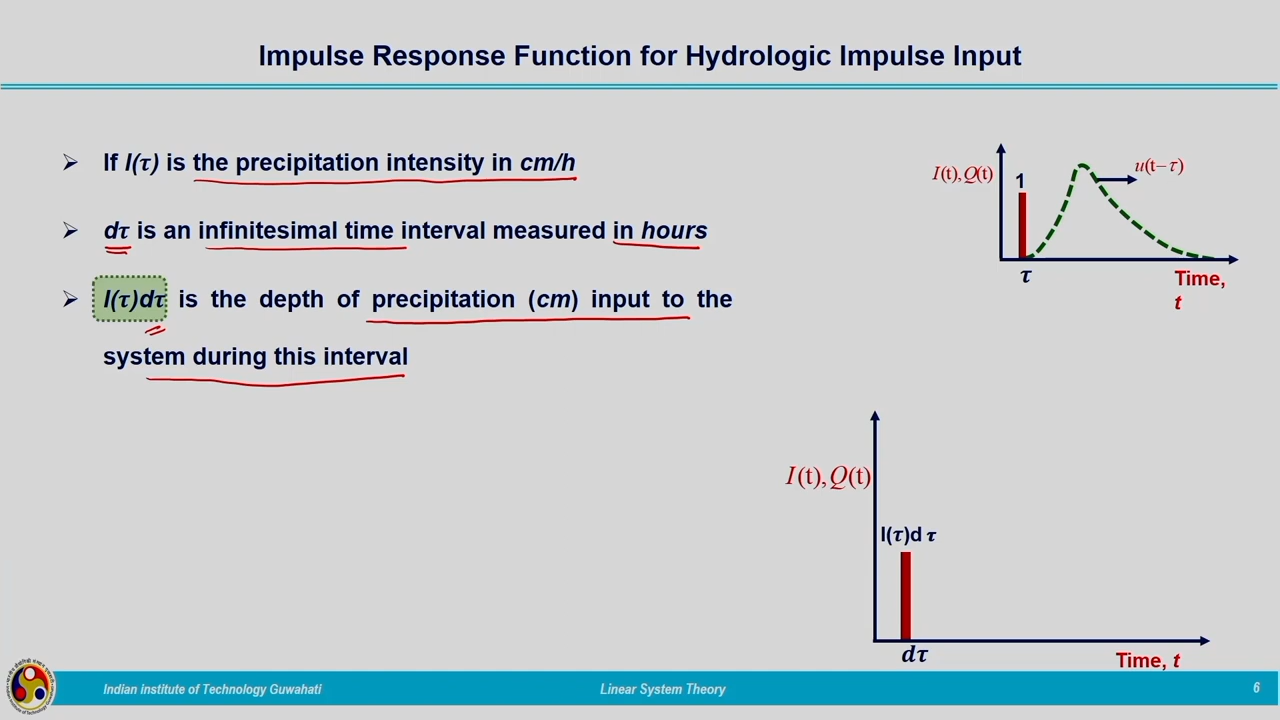 Impulse Response Function for Hydrologic Impulse Input
➢ If I(τ) is the precipitation intensity in cm/h
➢ dτ is an infinitesimal time interval measured in hours
➢ I(τ)dτ is the depth of precipitation (cm) input to the
system during this interval
I(t),Q(t)
1
u(t−τ)
τ
Time,
t
I(t),Q(t)
I(τ)d τ
dτ
Time, t
Indian institute of Technology Guwahati
Linear System Theory
6